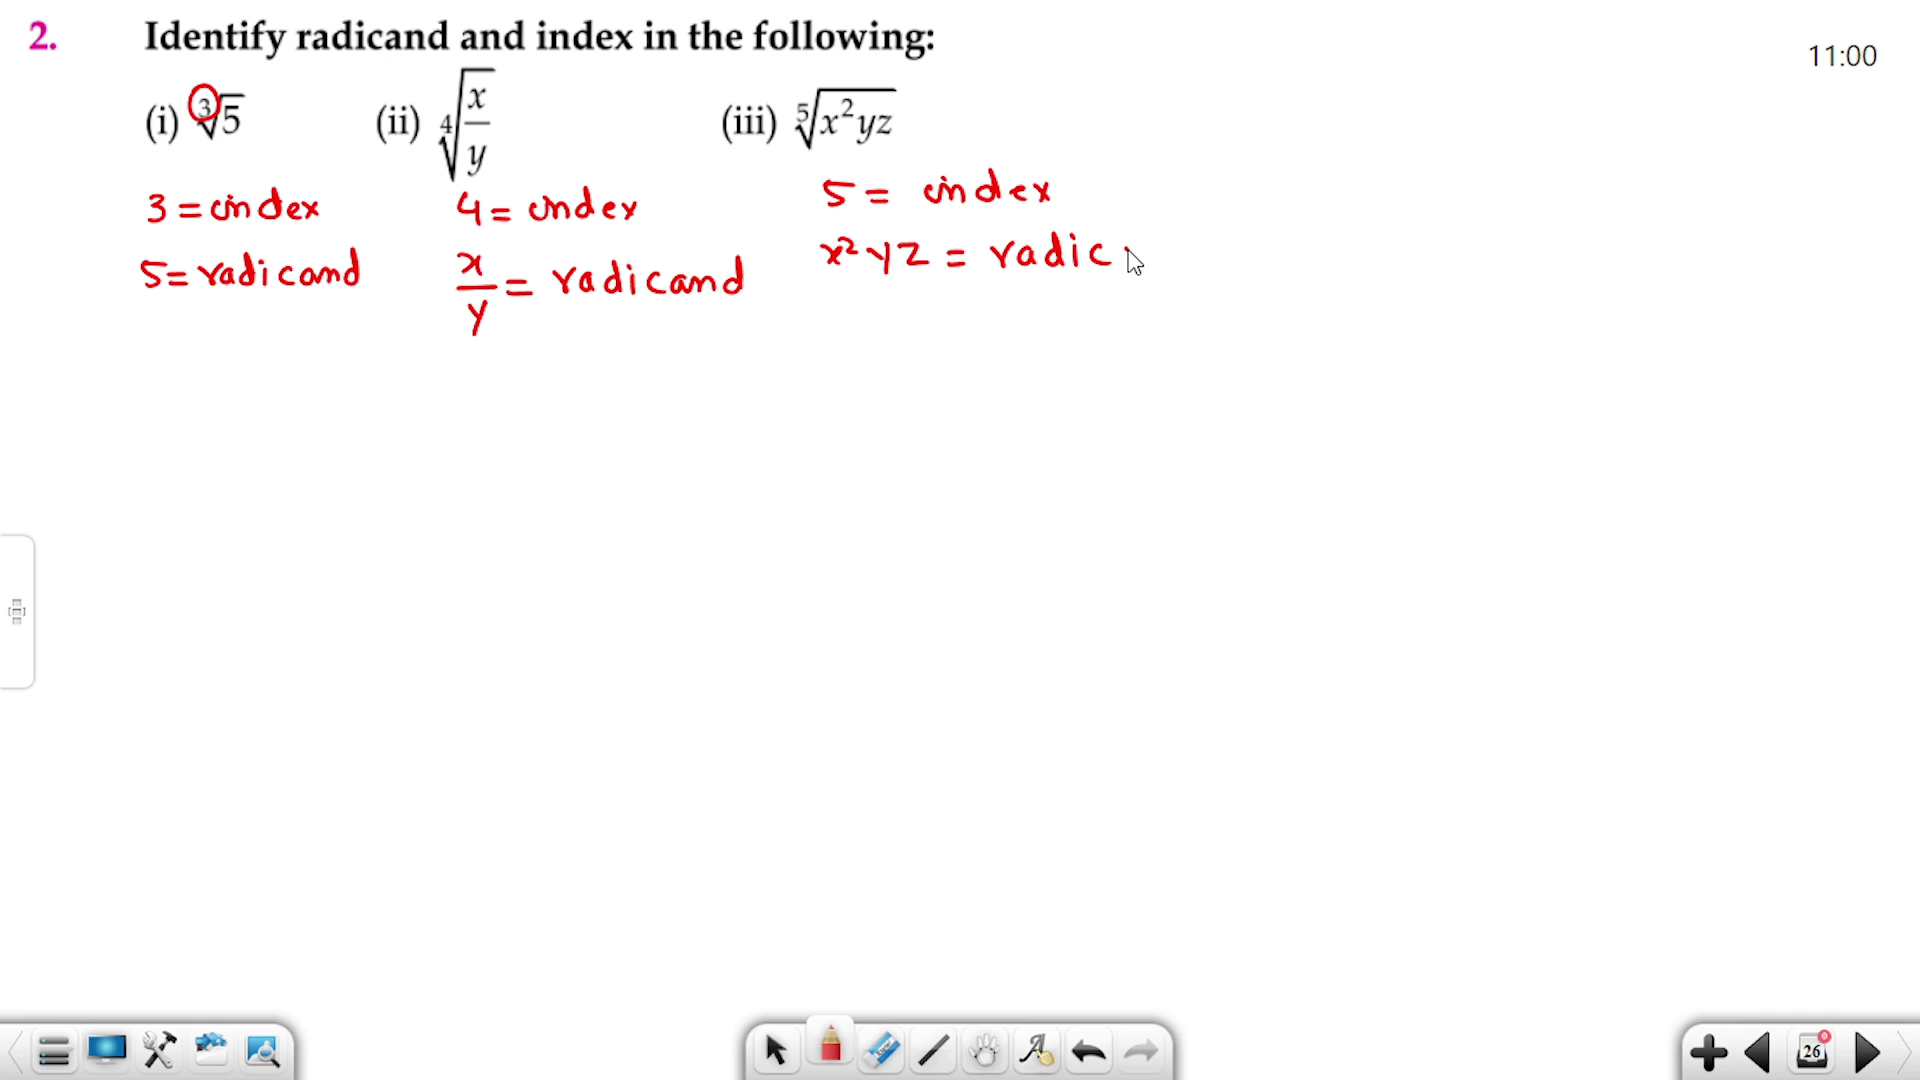 2. Identify radicand and index in the following:
11:00
(i) ∛5 (ii) ∜(x/y) (iii) ⁵√(x²yz)
3 = index
5 = radicand
4 = index
x/y = radicand
5 = index
x²yz = radic
26